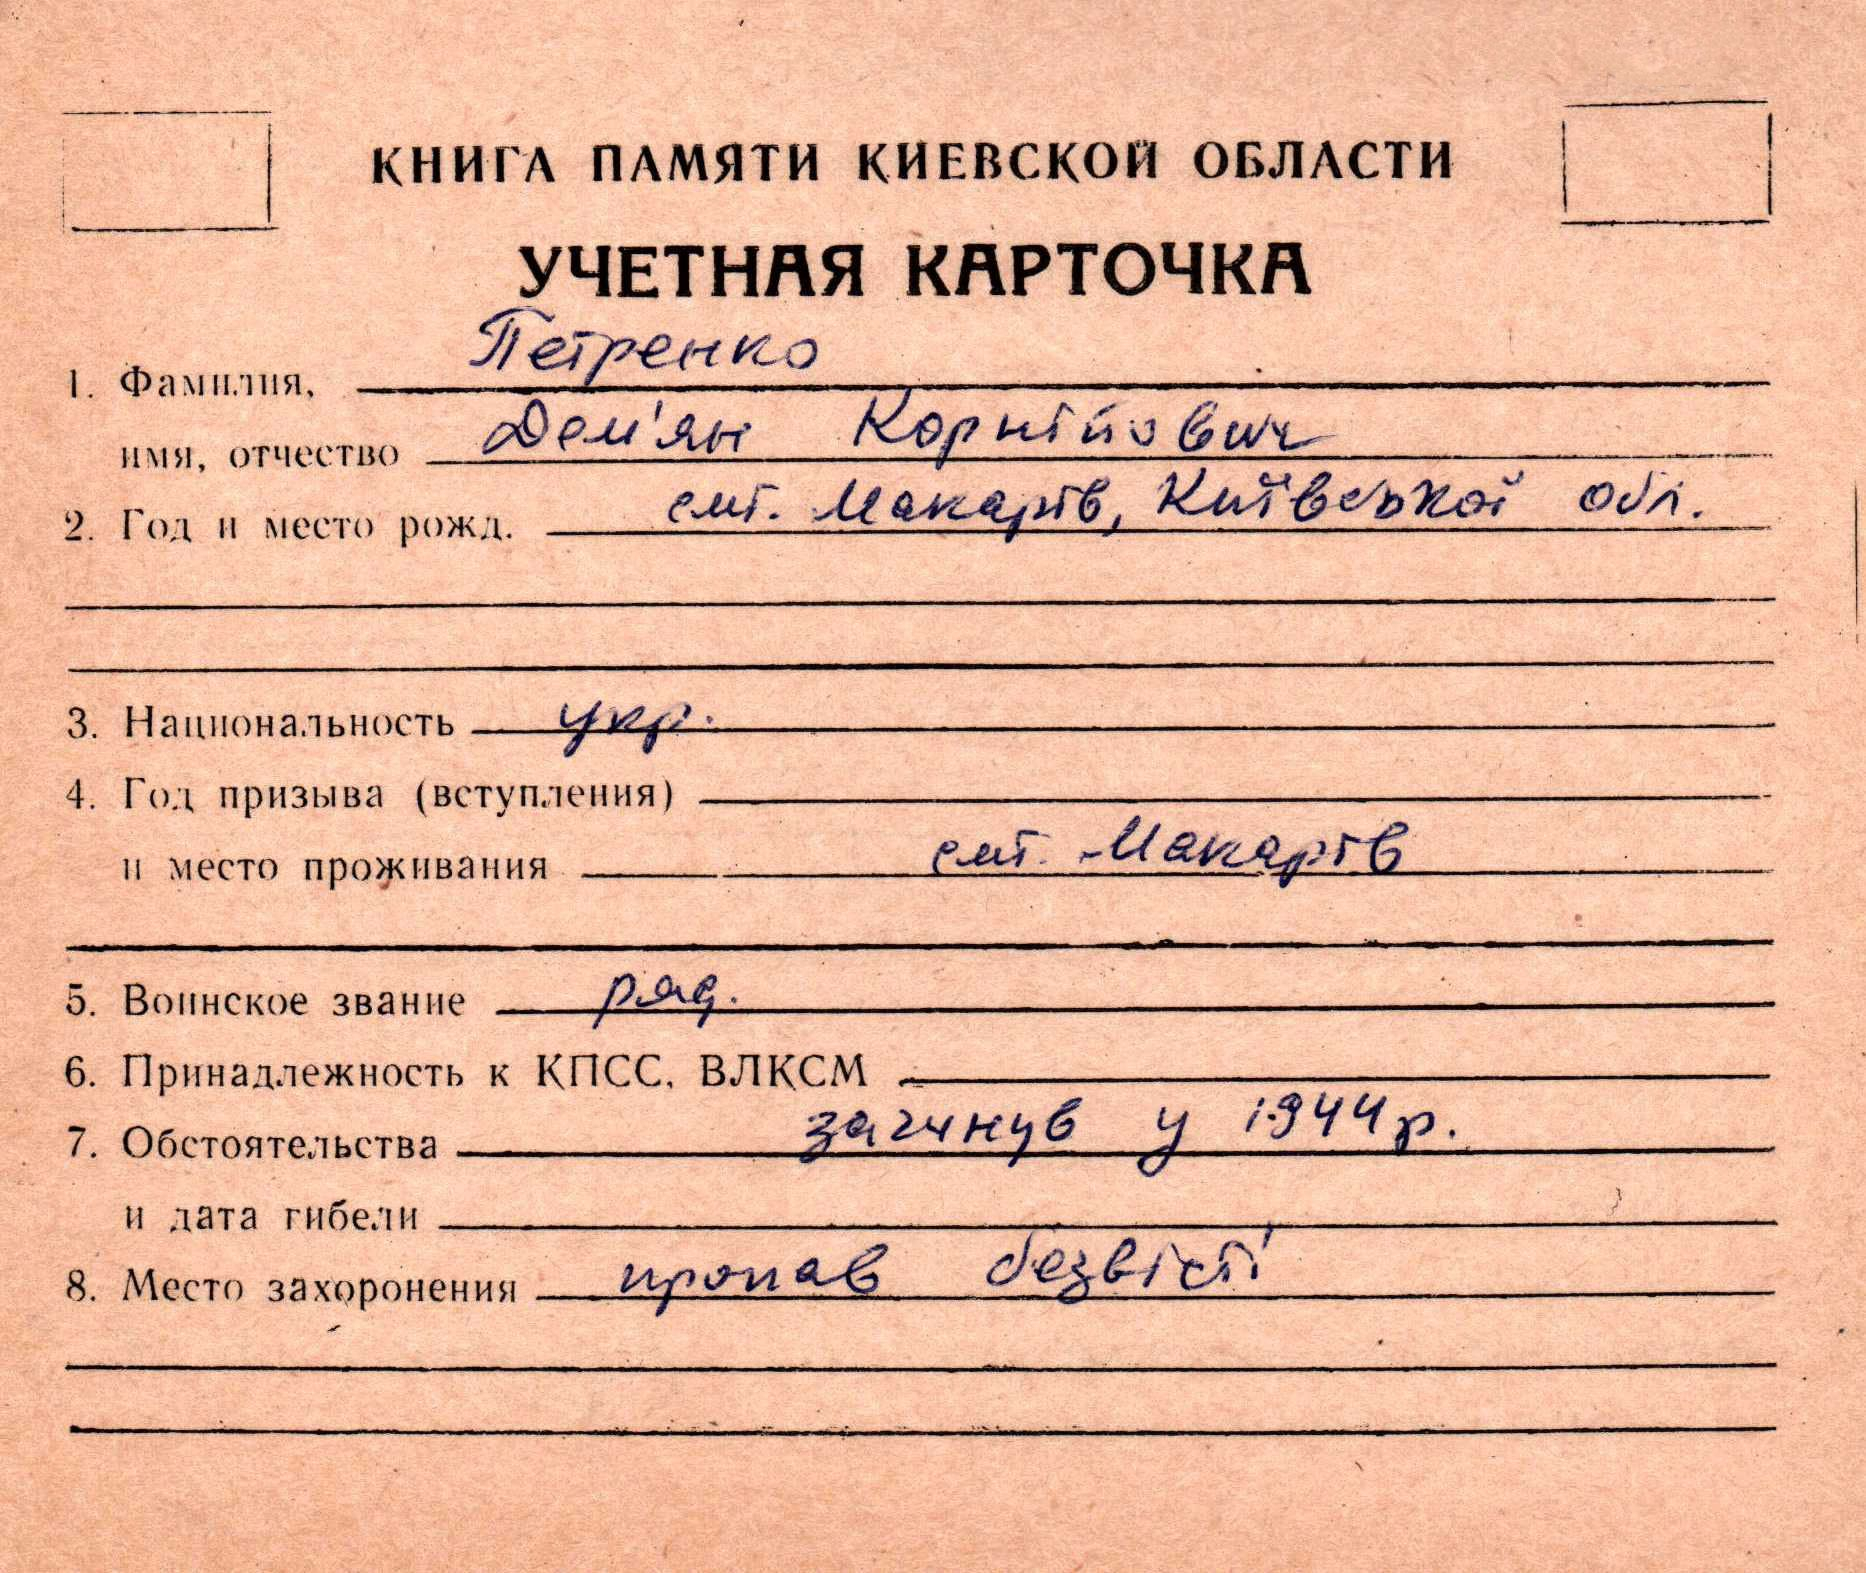 КНИГА ПАМЯТИ КИЕВСКОЙ ОБЛАСТИ
УЧЕТНАЯ КАРТОЧКА
1. Фамилия, Петренко
имя, отчество Дем'ян Корнійович
2. Год и место рожд. смт. Макарів, Київської обл.
3. Национальность укр.
4. Год призыва (вступления)
и место проживания смт. Макарів
5. Воинское звание ряд.
6. Принадлежность к КПСС, ВЛКСМ
7. Обстоятельства загинув у 1944 р.
и дата гибели
8. Место захоронения пропав безвісті